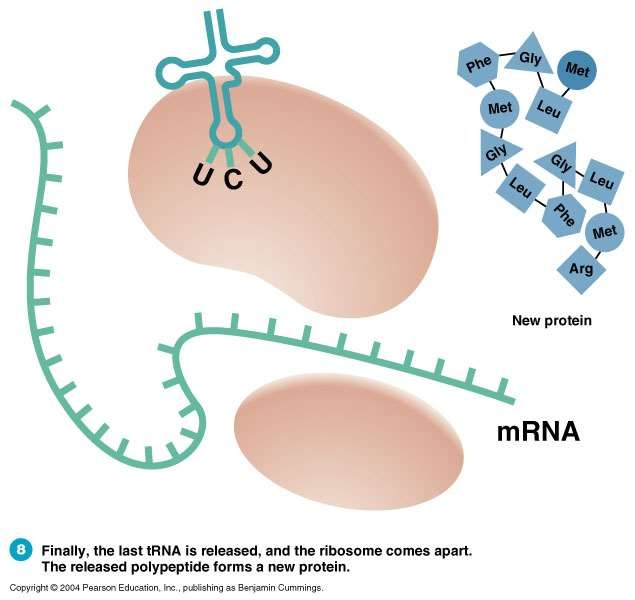 Phe
Gly
Met
Leu
Met
Gly
Leu
Phe
Gly
Leu
Met
Arg
U C U
New protein
mRNA
8 Finally, the last tRNA is released, and the ribosome comes apart.
The released polypeptide forms a new protein.
Copyright © 2004 Pearson Education, Inc., publishing as Benjamin Cummings.